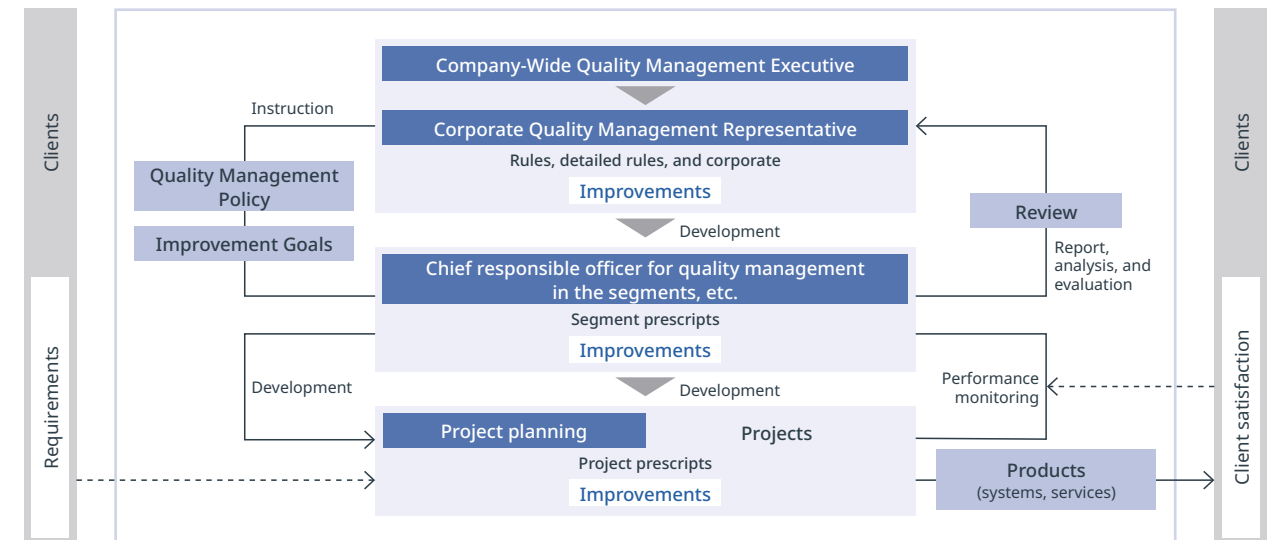 Clients
Requirements
Company-Wide Quality Management Executive
Instruction
Corporate Quality Management Representative
Rules, detailed rules, and corporate
Improvements
Quality Management
Policy
Improvement Goals
Development
Review
Report,
analysis, and
evaluation
Chief responsible officer for quality management
in the segments, etc.
Segment prescripts
Improvements
Development
Development
Performance
monitoring
Project planning
Projects
Project prescripts
Improvements
Products
(systems, services)
Clients
Client satisfaction